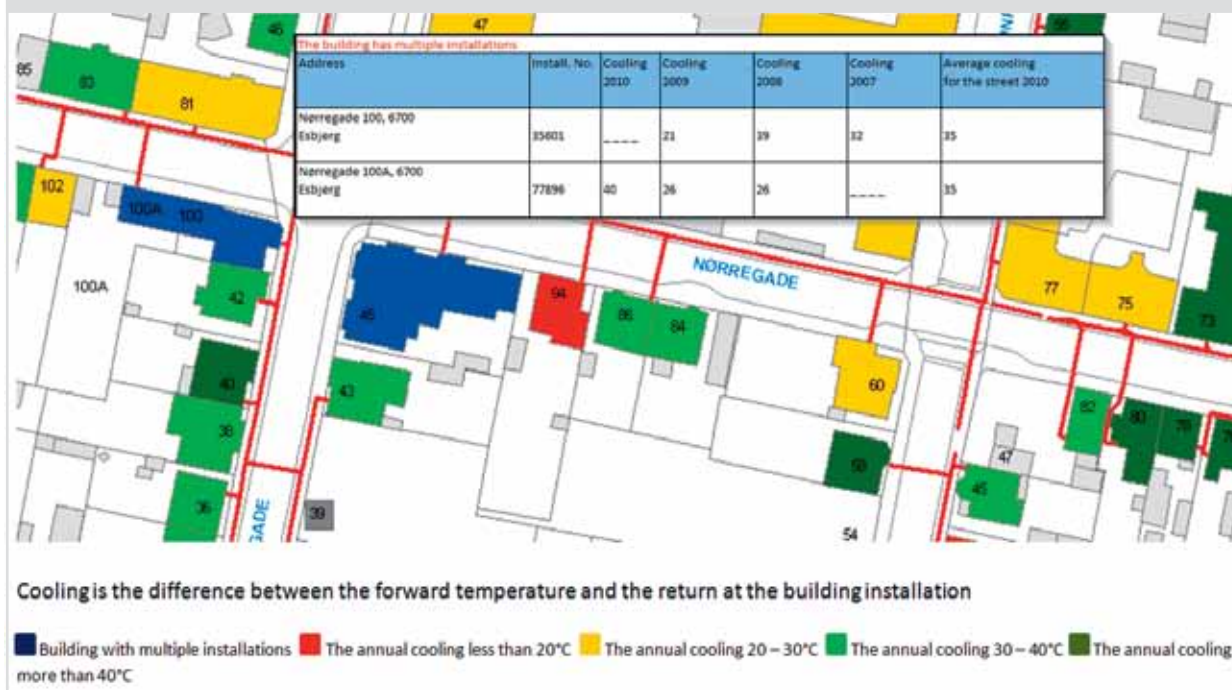 46
47
55
85
83
81
The building has multiple installations
Address Install. No. Cooling 2010 Cooling 2009 Cooling 2008 Cooling 2007 Average cooling for the street 2010
Nørregade 100, 6700 Esbjerg 35601 ____ 21 39 32 35
Nørregade 100A, 6700 Esbjerg 77896 40 26 26 ____ 35
102
100A 100
100A
42
45
94
86
84
NØRREGADE
77
75
73
40
43
60
38
82
80
78
47
45
36
39
GADE
54
Cooling is the difference between the forward temperature and the return at the building installation
Building with multiple installations The annual cooling less than 20°C The annual cooling 20 – 30°C The annual cooling 30 – 40°C The annual cooling
more than 40°C